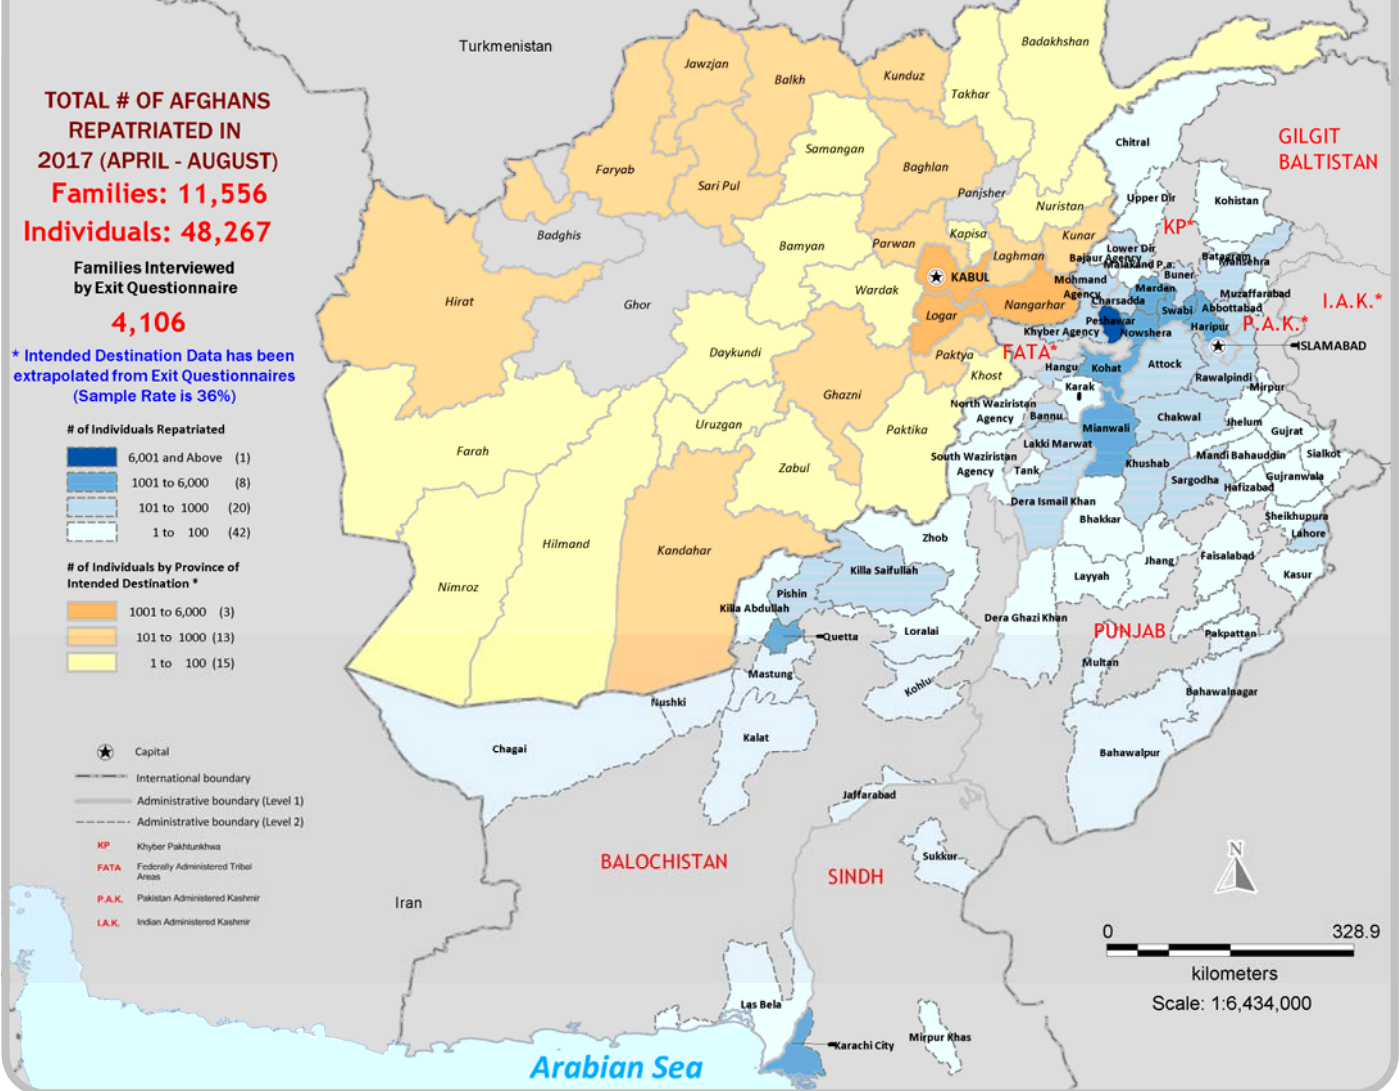 TOTAL # OF AFGHANS
REPATRIATED IN
2017 (APRIL - AUGUST)
Families: 11,556
Individuals: 48,267
Families Interviewed
by Exit Questionnaire
4,106
* Intended Destination Data has been
extrapolated from Exit Questionnaires
(Sample Rate is 36%)
# of Individuals Repatriated
6,001 and Above (1)
1001 to 6,000 (8)
101 to 1000 (20)
1 to 100 (42)
# of Individuals by Province of
Intended Destination *
1001 to 6,000 (3)
101 to 1000 (13)
1 to 100 (15)
Capital
International boundary
Administrative boundary (Level 1)
Administrative boundary (Level 2)
KP Khyber Pakhtunkhwa
FATA Federally Administered Tribal
Areas
P.A.K. Pakistan Administered Kashmir
I.A.K. Indian Administered Kashmir
Turkmenistan
Jawzjan
Balkh
Kunduz
Takhar
Badakhshan
Faryab
Sari Pul
Samangan
Baghlan
Panjsher
Nuristan
Badghis
Bamyan
Parwan
Kapisa
Laghman
Kunar
Hirat
Ghor
Wardak
KABUL
Logar
Nangarhar
Daykundi
Paktya
Khost
Ghazni
Uruzgan
Paktika
Farah
Zabul
Hilmand
Kandahar
Nimroz
GILGIT
BALTISTAN
Chitral
Upper Dir
Kohistan
KP*
Lower Dir
Bajaur Agency
Malakand P.a.
Batagram
Mansehra
Buner
Mohmand
Agency
Mardan
Charsadda
Swabi
Muzaffarabad
Abbottabad
I.A.K.*
P.A.K.*
Peshawar
Nowshera
Haripur
Khyber Agency
ISLAMABAD
FATA*
Hangu
Kohat
Attock
Rawalpindi
Mirpur
Karak
North Waziristan
Agency
Bannu
Mianwali
Chakwal
Jhelum
Gujrat
Lakki Marwat
South Waziristan
Agency
Tank
Khushab
Mandi Bahauddin
Sialkot
Sargodha
Hafizabad
Gujranwala
Dera Ismail Khan
Bhakkar
Sheikhupura
Lahore
Zhob
Jhang
Faisalabad
Kasur
Layyah
Killa Saifullah
Pishin
Killa Abdullah
Quetta
Loralai
Dera Ghazi Khan
PUNJAB
Pakpattan
Multan
Mastung
Kohlu
Bahawalnagar
Nushki
Kalat
Chagai
Bahawalpur
Jaffarabad
Sukkur
BALOCHISTAN
SINDH
Iran
N
0 328.9
kilometers
Scale: 1:6,434,000
Las Bela
Karachi City
Mirpur Khas
Arabian Sea